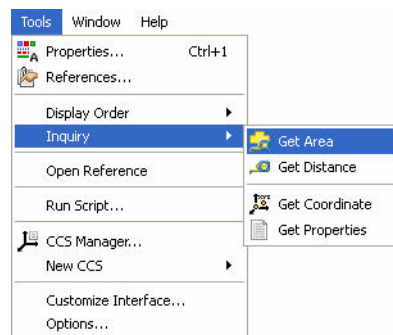 Tools Window Help
Properties... Ctrl+1
References...
Display Order
Inquiry
Get Area
Get Distance
Get Coordinate
Get Properties
Open Reference
Run Script...
CCS Manager...
New CCS
Customize Interface...
Options...